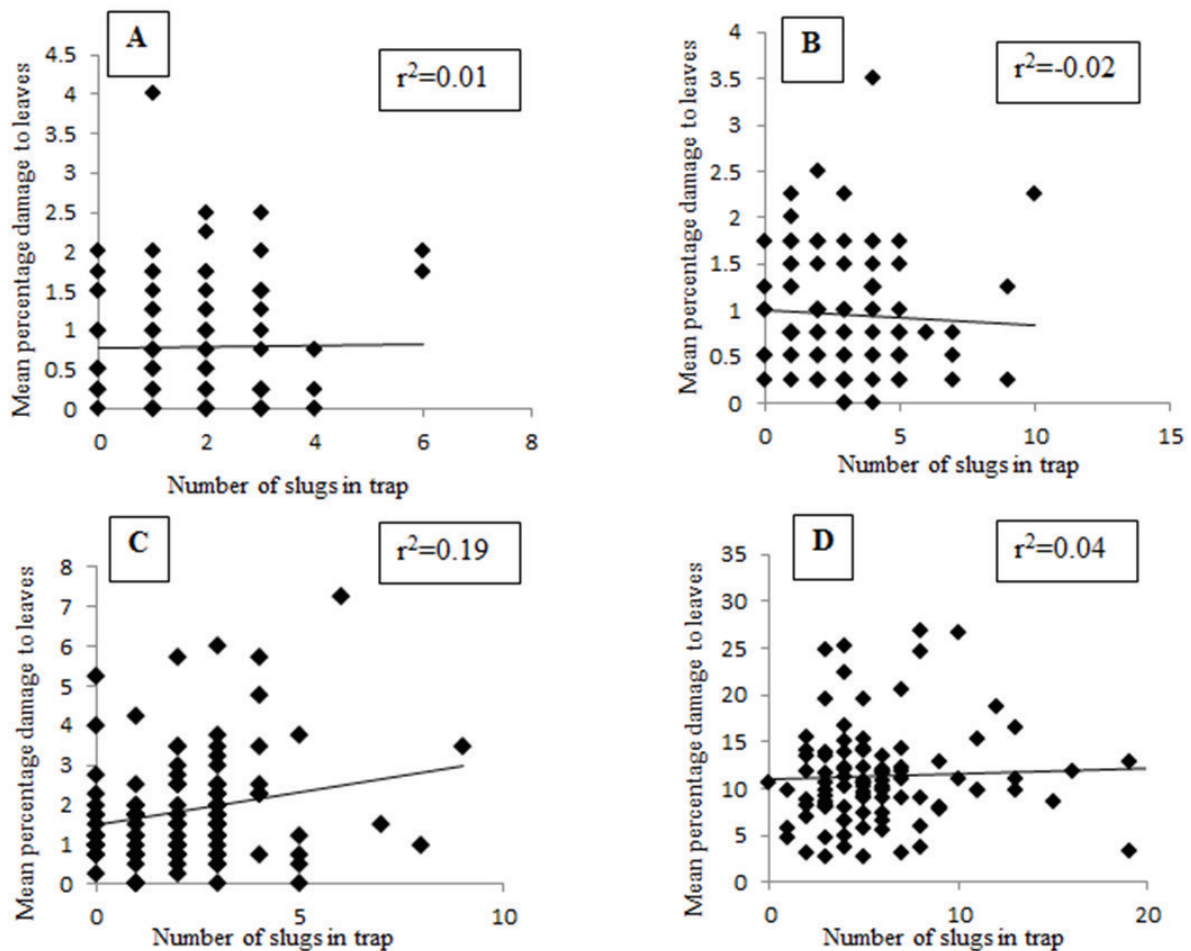 A
r²=0.01
Mean percentage damage to leaves
4.5
4
3.5
3
2.5
2
1.5
1
0.5
0
0 2 4 6 8
Number of slugs in trap
B
r²=-0.02
Mean percentage damage to leaves
4
3.5
3
2.5
2
1.5
1
0.5
0
0 5 10 15
Number of slugs in trap
C
r²=0.19
Mean percentage damage to leaves
8
7
6
5
4
3
2
1
0
0 5 10
Number of slugs in trap
D
r²=0.04
Mean percentage damage to leaves
35
30
25
20
15
10
5
0
0 10 20
Number of slugs in trap